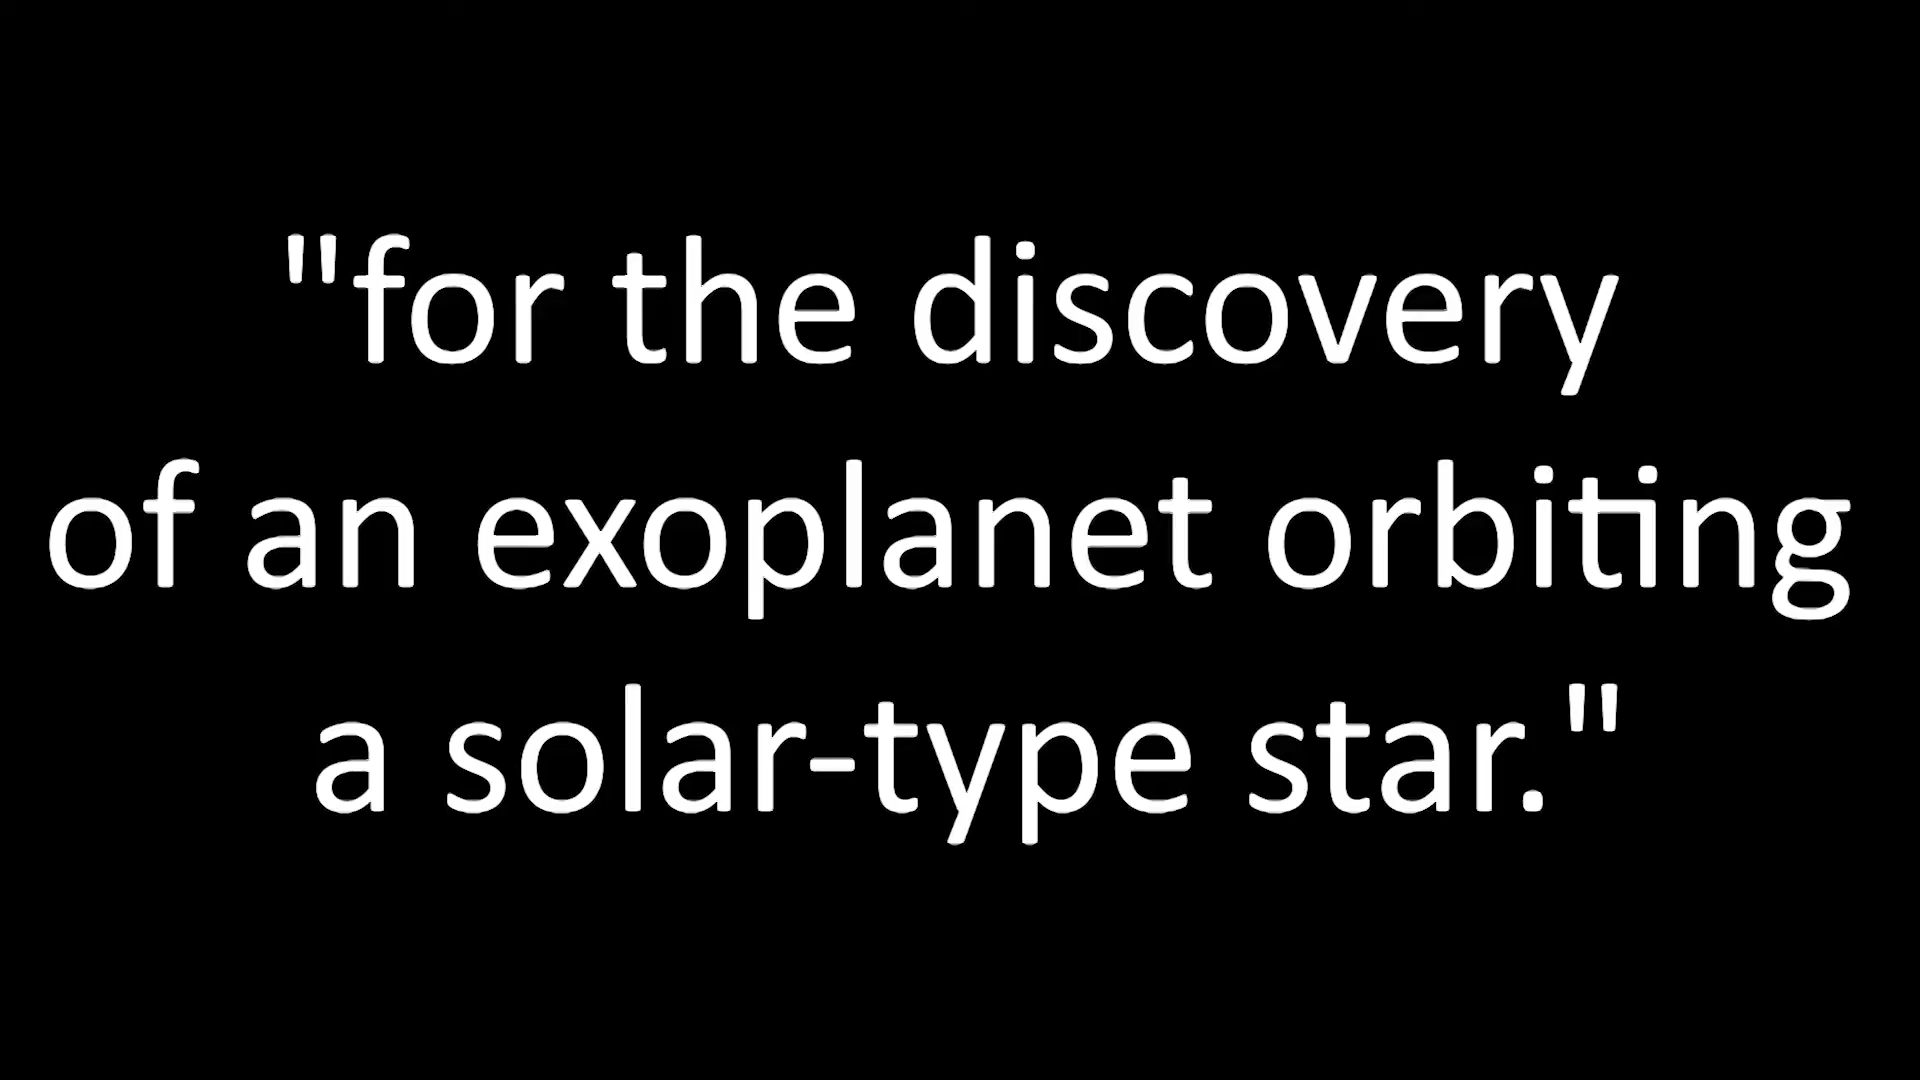 "for the discovery
of an exoplanet orbiting
a solar-type star."